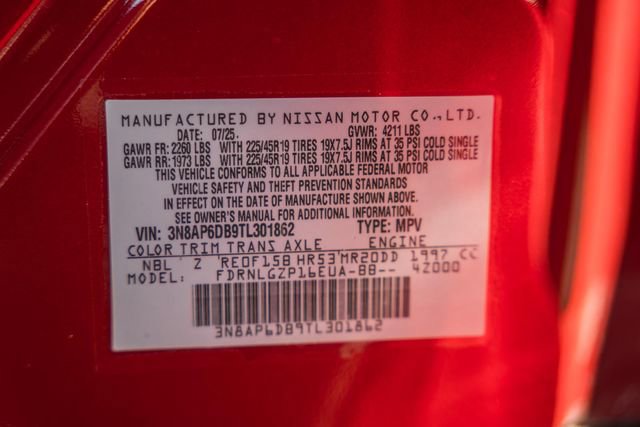 MANUFACTURED BY NISSAN MOTOR CO.,LTD.
DATE: 07/25. GVWR: 4211 LBS
GAWR FR: 2260 LBS WITH 225/45R19 TIRES 19X7.5J RIMS AT 35 PSI COLD SINGLE
GAWR RR: 1973 LBS WITH 225/45R19 TIRES 19X7.5J RIMS AT 35 PSI COLD SINGLE
THIS VEHICLE CONFORMS TO ALL APPLICABLE FEDERAL MOTOR
VEHICLE SAFETY AND THEFT PREVENTION STANDARDS
IN EFFECT ON THE DATE OF MANUFACTURE SHOWN ABOVE.
SEE OWNER'S MANUAL FOR ADDITIONAL INFORMATION.
VIN: 3N8AP6DB9TL301862 TYPE: MPV
COLOR TRIM TRANS AXLE ENGINE
NBL Z RE0F15B HR53 MR20DD 1997 CC
MODEL: FDRNLGZP16EUA-BB-- 4Z000
3N8AP6DB9TL301862